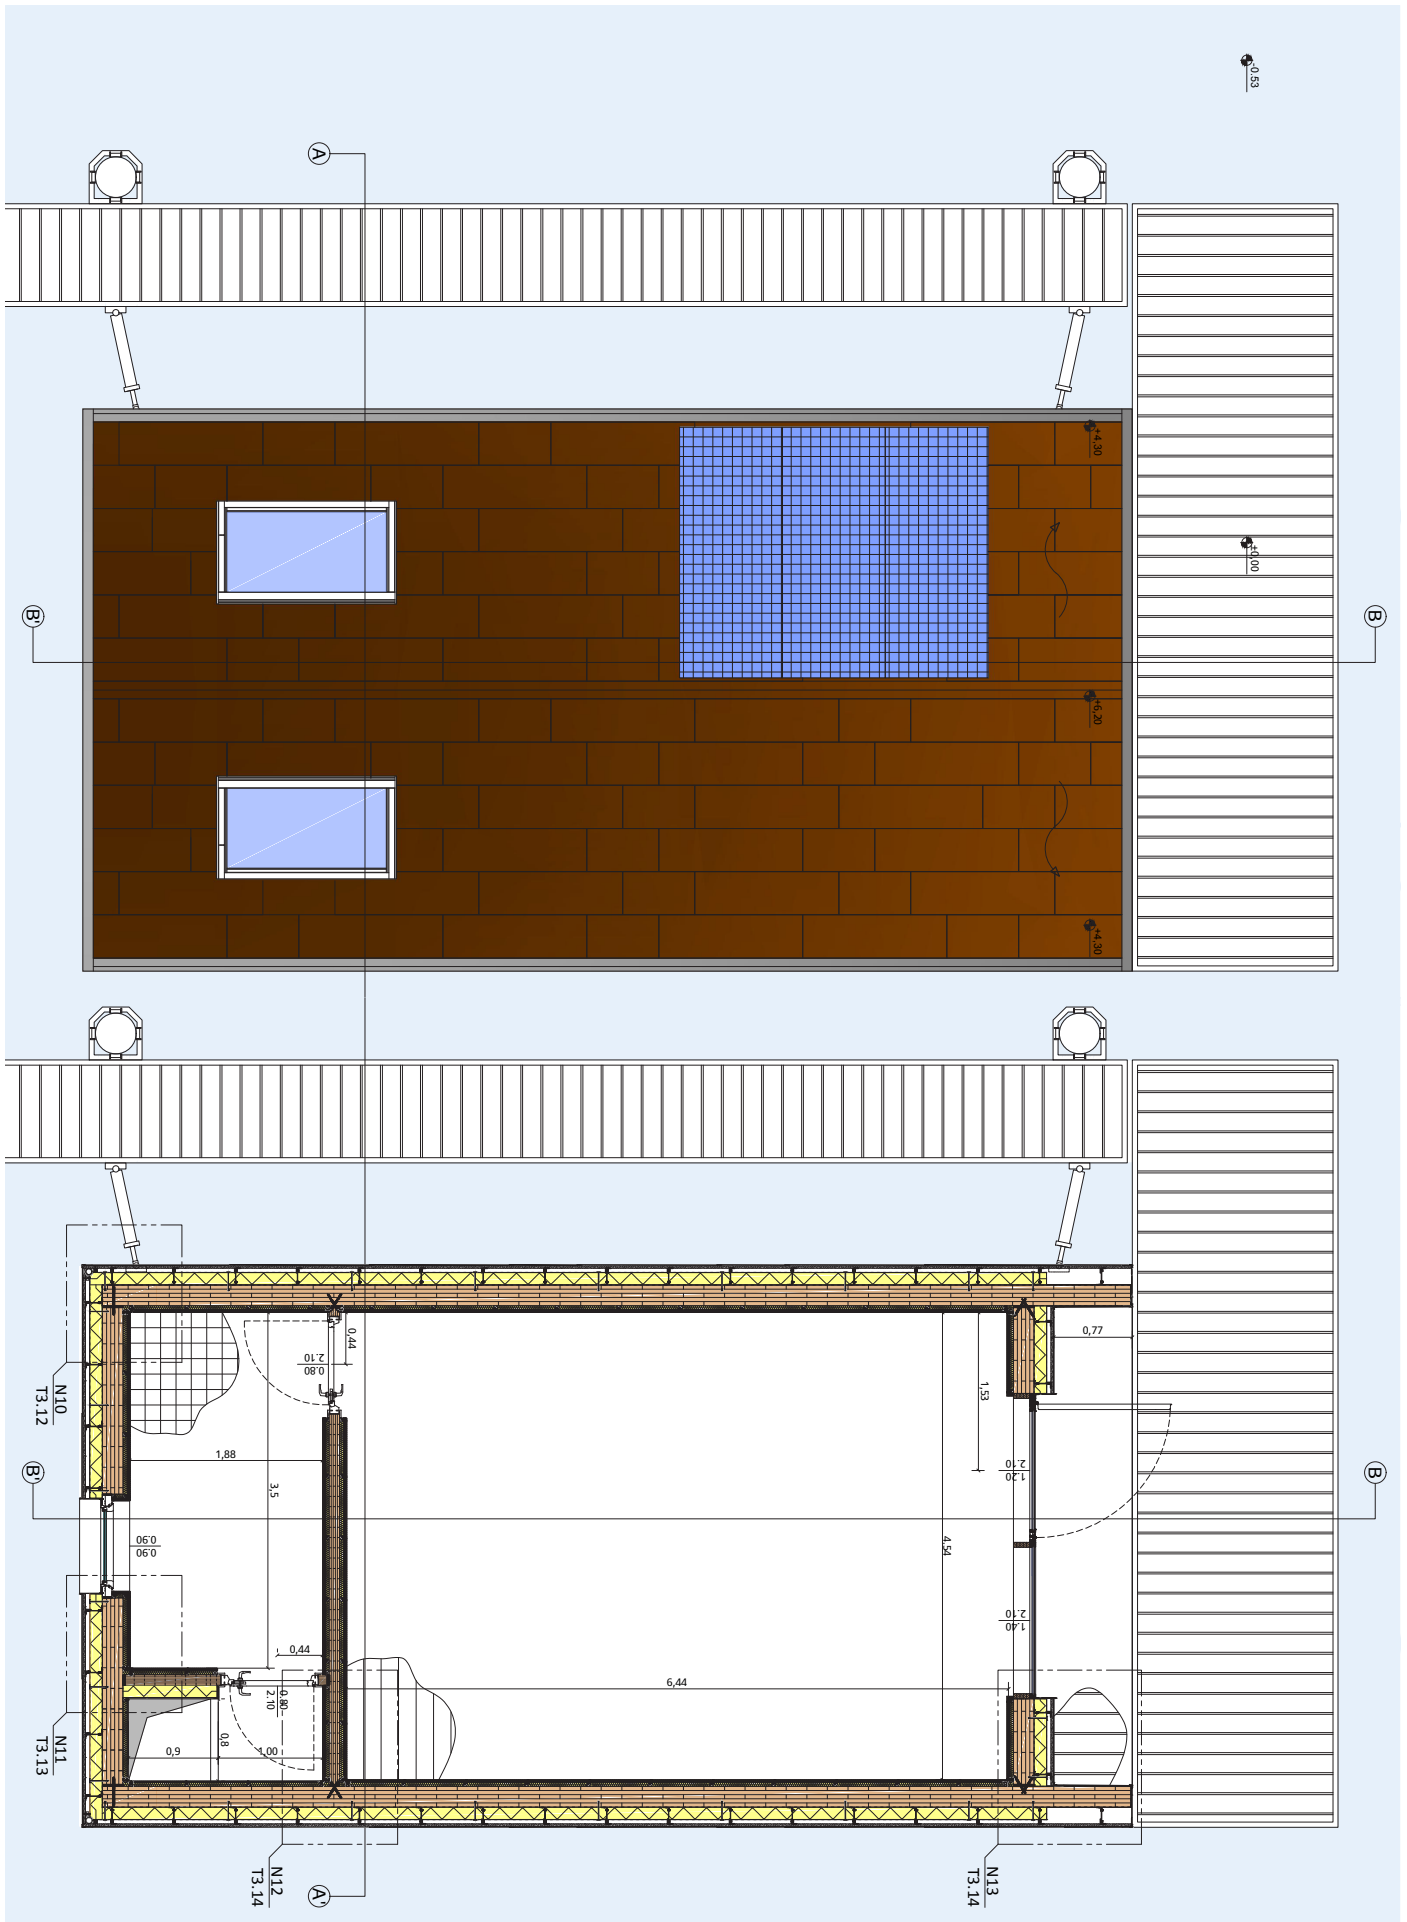 -0.53
A
+4,30
±0,00
B'
B
+6,20
+4,30
0,44
0.80
2.10
0,77
1,53
N10
T3.12
1,88
3,5
B'
B
1.20
2.10
0.90
0.90
4,54
1.40
2.10
0,44
6,44
0.80
2.10
N11
T3.13
0,8
0,9
1,00
N12
T3.14
A'
N13
T3.14